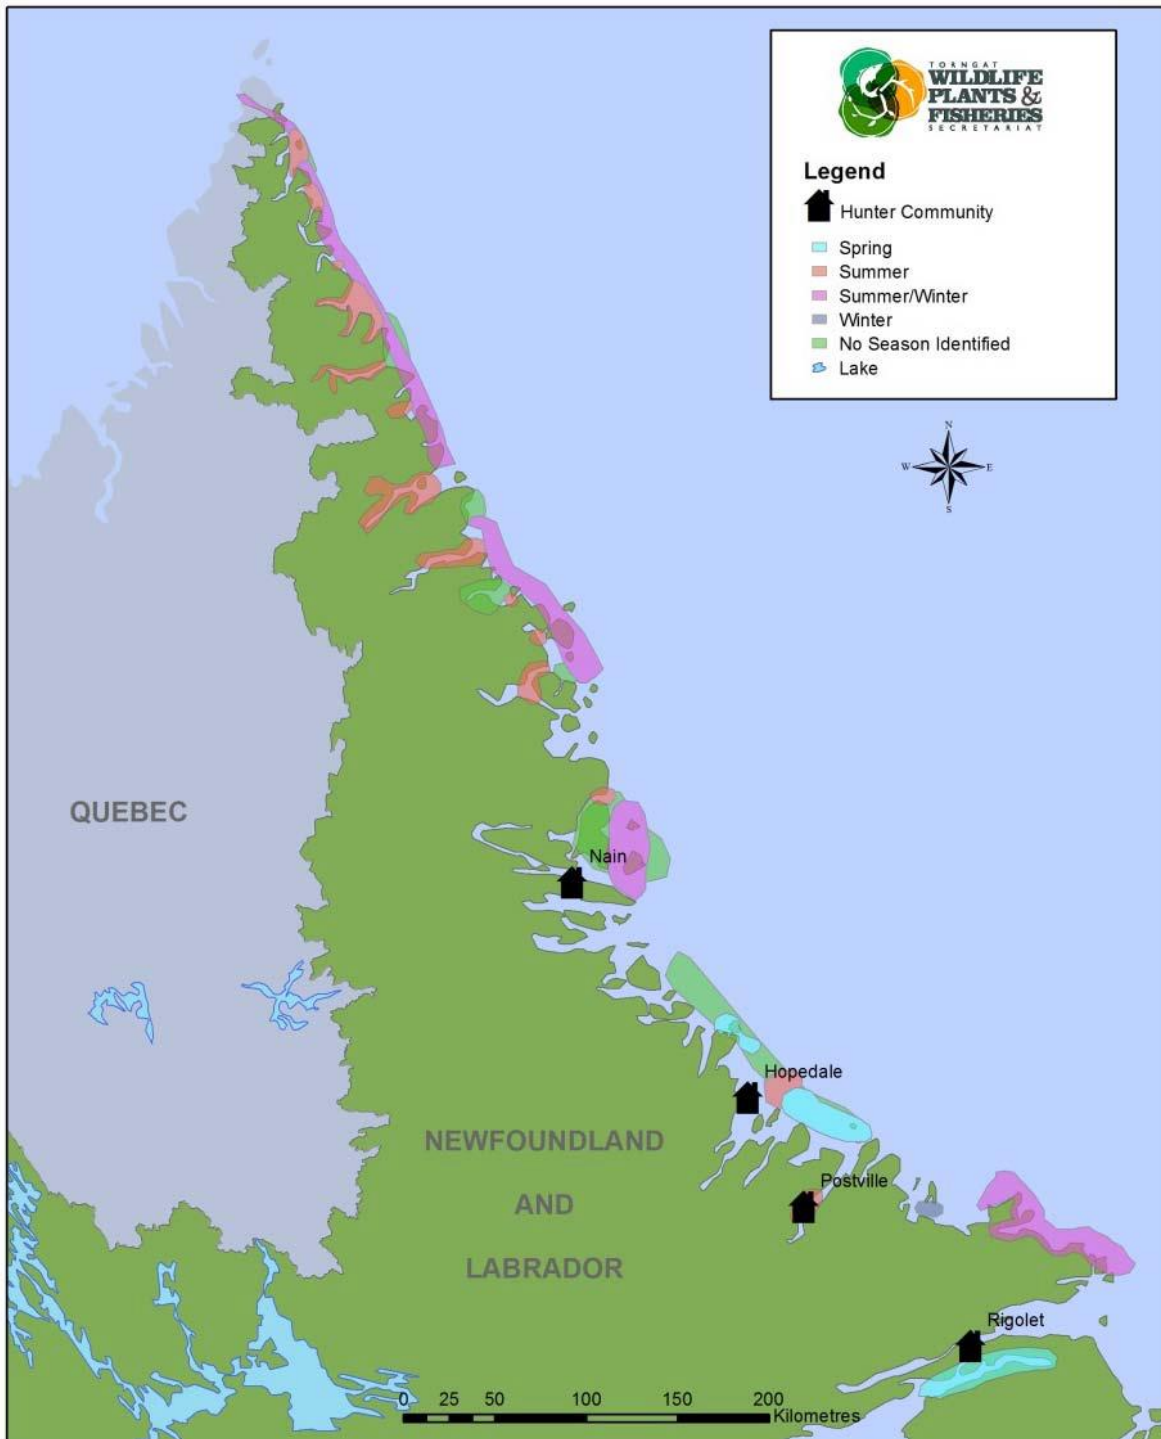 TORNGAT
WILDLIFE
PLANTS &
FISHERIES
SECRETARIAT
Legend
Hunter Community
Spring
Summer
Summer/Winter
Winter
No Season Identified
Lake
N
W E
S
QUEBEC
Nain
Hopedale
NEWFOUNDLAND
AND
LABRADOR
Postville
Rigolet
0 25 50 100 150 200
Kilometres